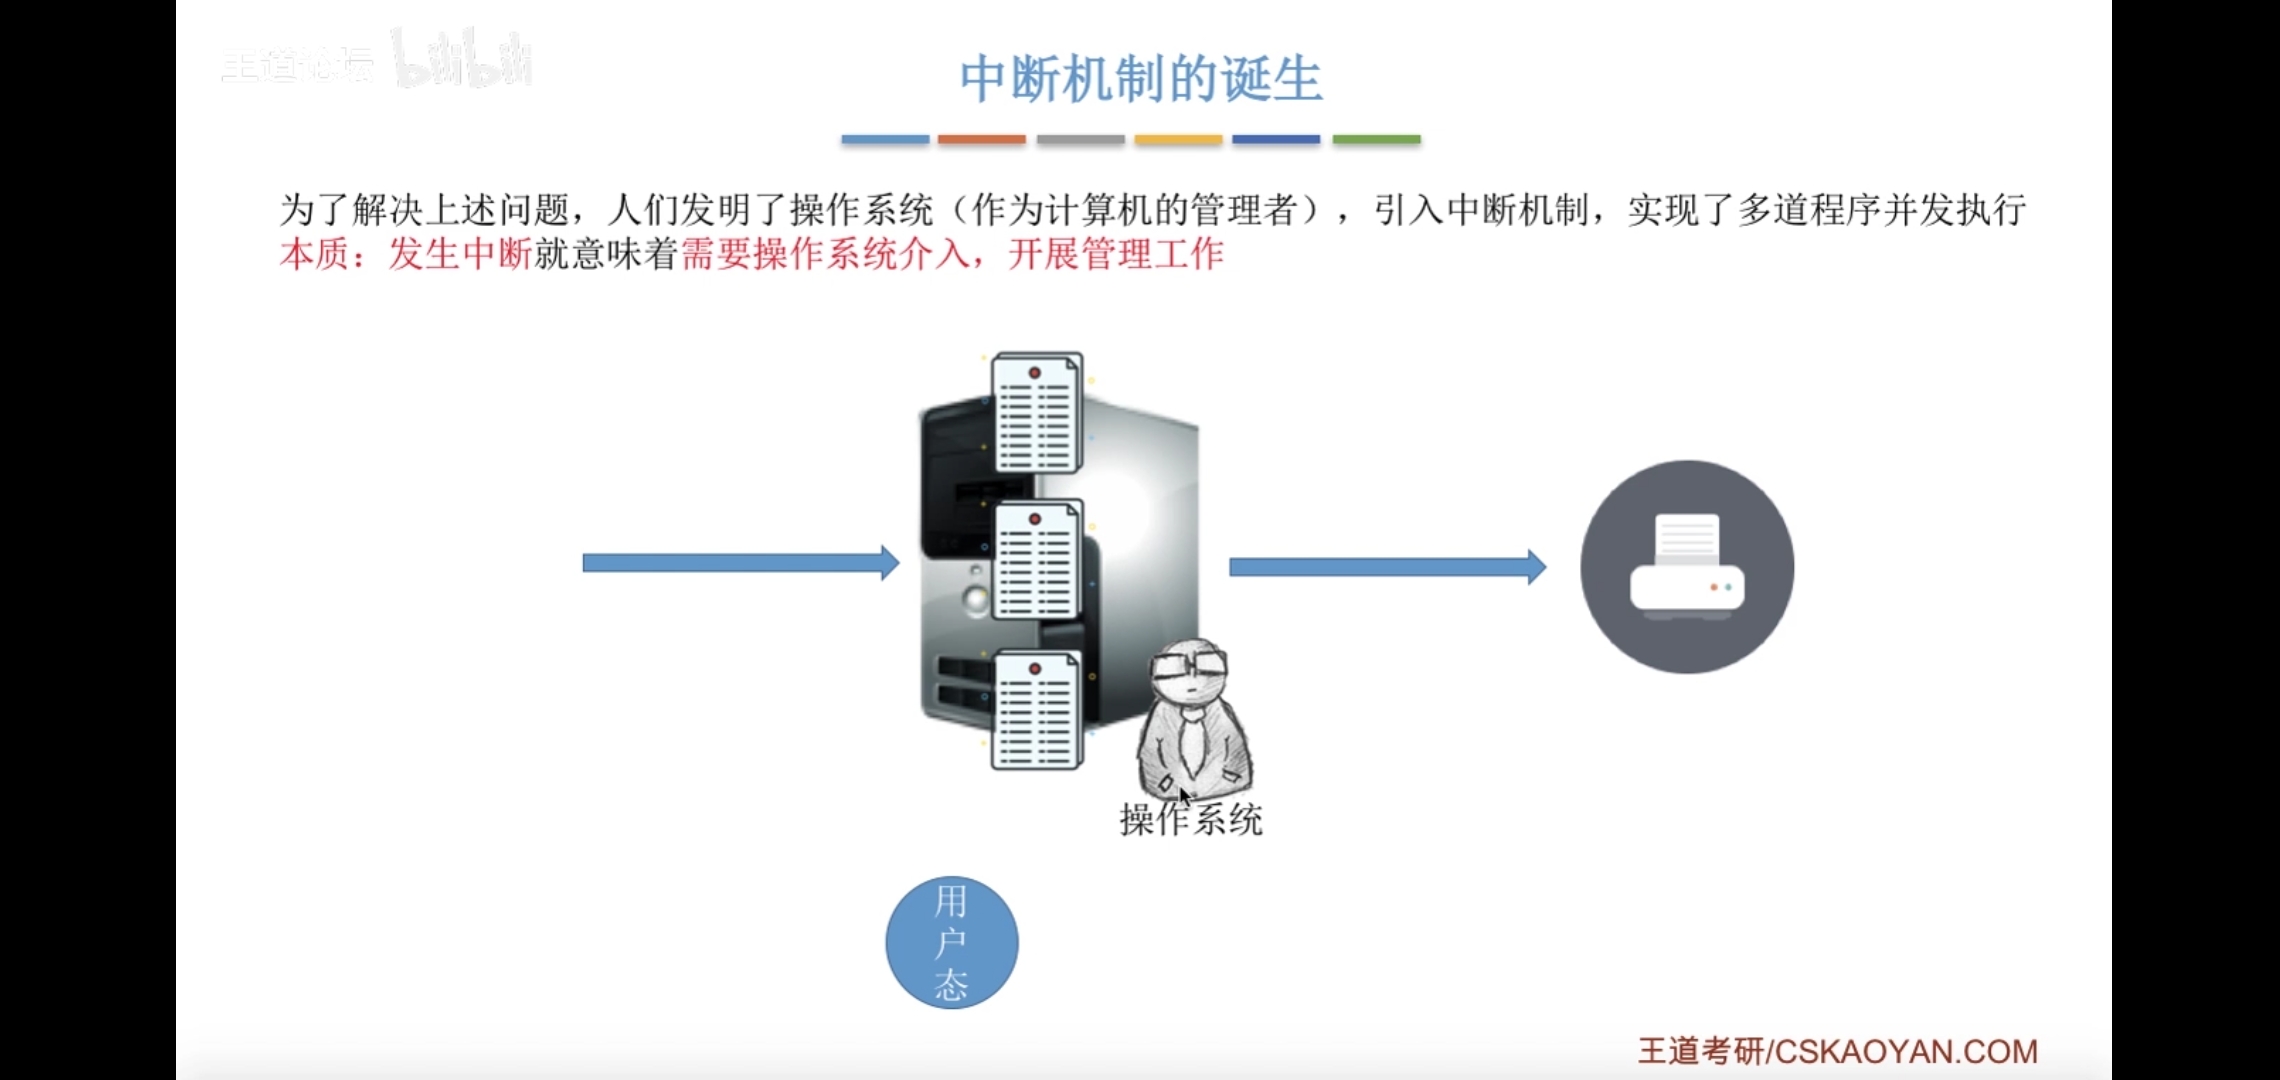 王道论坛 bilibili
中断机制的诞生
为了解决上述问题，人们发明了操作系统（作为计算机的管理者），引入中断机制，实现了多道程序并发执行
本质：发生中断就意味着需要操作系统介入，开展管理工作
操作系统
用
户
态
王道考研/CSKAOYAN.COM